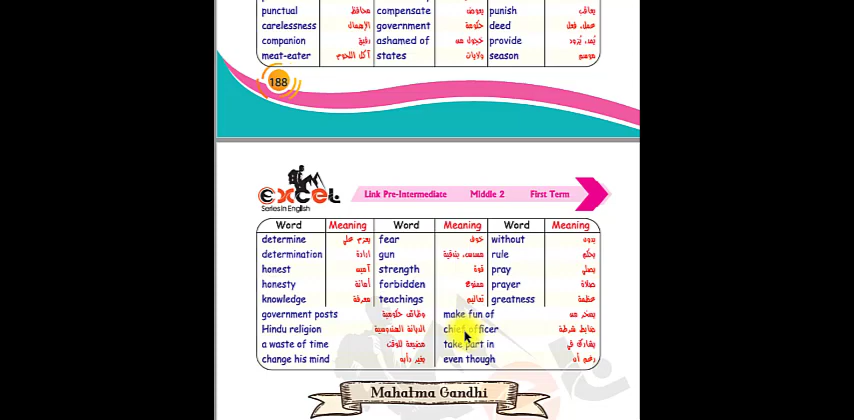 punctual محافظ compensate يعوض punish يعاقب
carelessness الإهمال government حكومة deed عمل، فعل
companion رفيق ashamed of خجول من provide يُمد، يُزود
meat-eater آكل اللحوم states ولايات season موسم
188
excel
Series in English
Link Pre-Intermediate Middle 2 First Term
Word Meaning Word Meaning Word Meaning
determine يعزم علي fear خوف without بدون
determination إرادة gun مسدس، بندقية rule يحكم
honest أمين strength قوة pray يصلي
honesty أمانة forbidden ممنوع prayer صلاة
knowledge معرفة teachings تعاليم greatness عظمة
government posts وظائف حكومية make fun of يسخر من
Hindu religion الديانة الهندوسية chief officer ضابط شرطة
a waste of time مضيعة للوقت take part in يشارك في
change his mind يغير رأيه even though رغم أن
Mahatma Gandhi